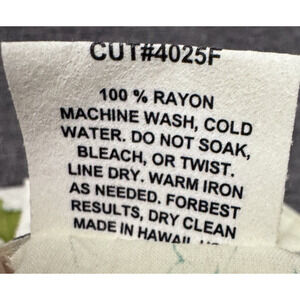 CUT#4025F
100 % RAYON
MACHINE WASH, COLD
WATER. DO NOT SOAK,
BLEACH, OR TWIST.
LINE DRY. WARM IRON
AS NEEDED. FORBEST
RESULTS, DRY CLEAN
MADE IN HAWAII,